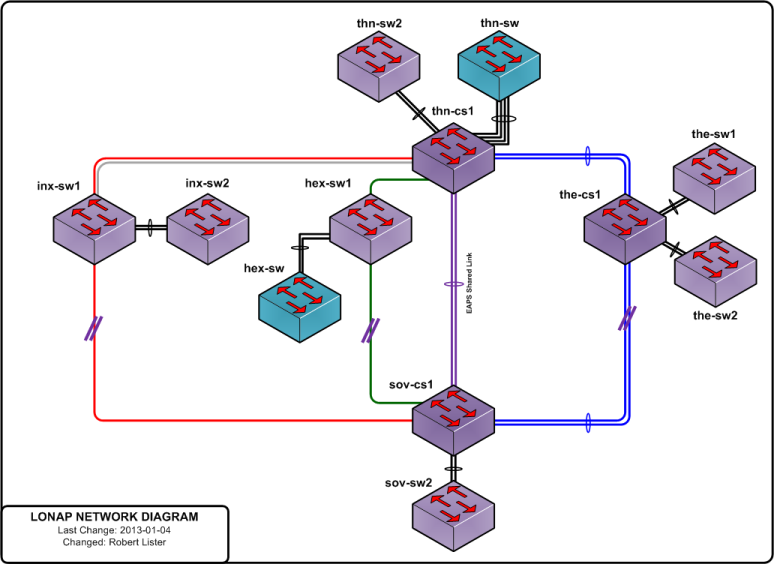 thn-sw2
thn-sw
thn-cs1
the-sw1
inx-sw1
inx-sw2
hex-sw1
the-cs1
hex-sw
EAPS Shared Link
the-sw2
sov-cs1
sov-sw2
LONAP NETWORK DIAGRAM
Last Change: 2013-01-04
Changed: Robert Lister